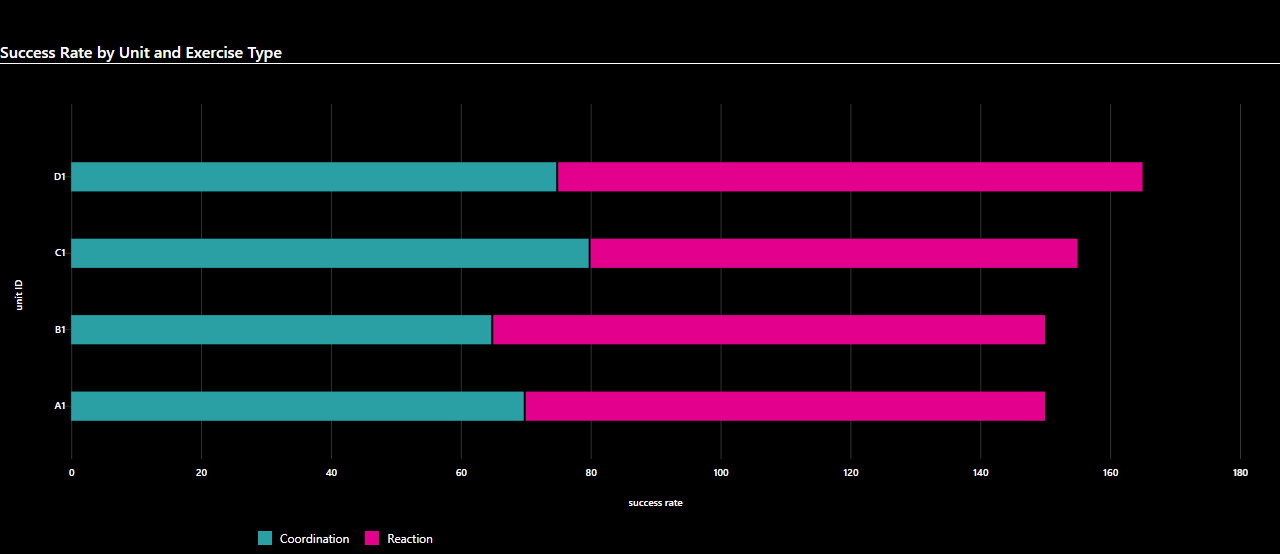 Success Rate by Unit and Exercise Type
D1
C1
B1
A1
unit ID
0 20 40 60 80 100 120 140 160 180
success rate
Coordination Reaction